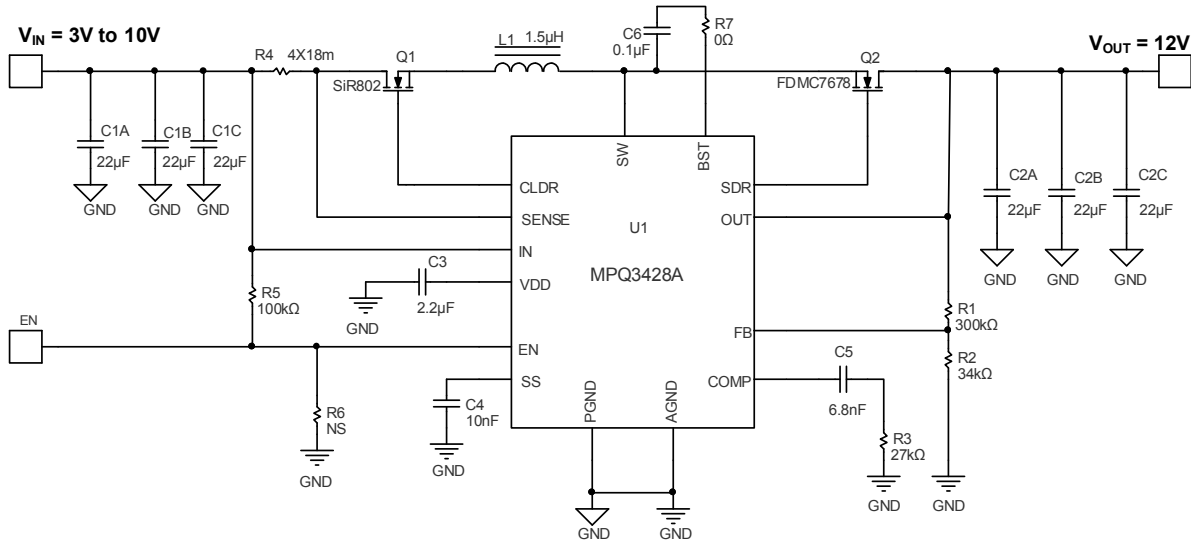 VIN = 3V to 10V
R4 4X18m
Q1
SiR802
L1 1.5µH
C6
0.1µF
R7
0Ω
Q2
FDMC7678
VOUT = 12V
C1A
22µF
GND
C1B
22µF
GND
C1C
22µF
GND
SW
BST
CLDR
SENSE
IN
VDD
EN
SS
U1
MPQ3428A
SDR
OUT
FB
COMP
PGND
AGND
C2A
22µF
GND
C2B
22µF
GND
C2C
22µF
GND
C3
2.2µF
GND
R5
100kΩ
R1
300kΩ
EN
R2
34kΩ
C5
6.8nF
C4
10nF
GND
R6
NS
GND
R3
27kΩ
GND
GND
GND
GND